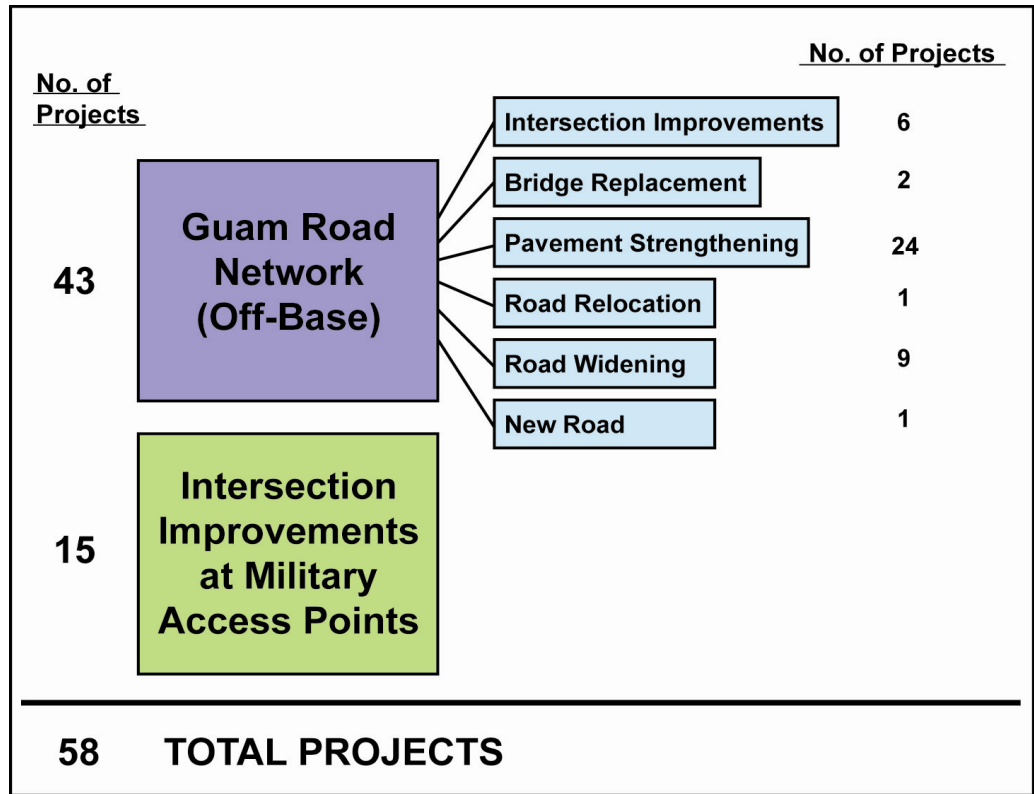 No. of Projects
No. of
Projects
Intersection Improvements 6
Bridge Replacement 2
Pavement Strengthening 24
Road Relocation 1
Road Widening 9
New Road 1
43
Guam Road
Network
(Off-Base)
15
Intersection
Improvements
at Military
Access Points
58 TOTAL PROJECTS